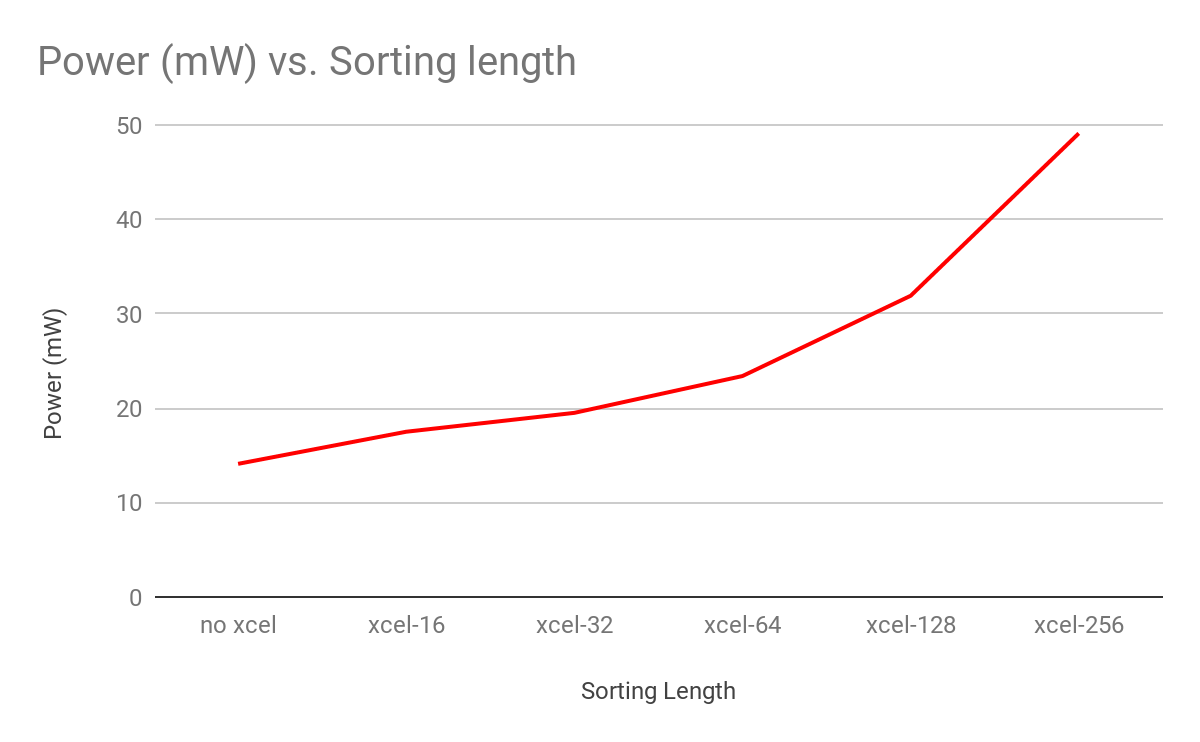 Power (mW) vs. Sorting length
50
40
30
20
10
0
Power (mW)
no xcel xcel-16 xcel-32 xcel-64 xcel-128 xcel-256
Sorting Length